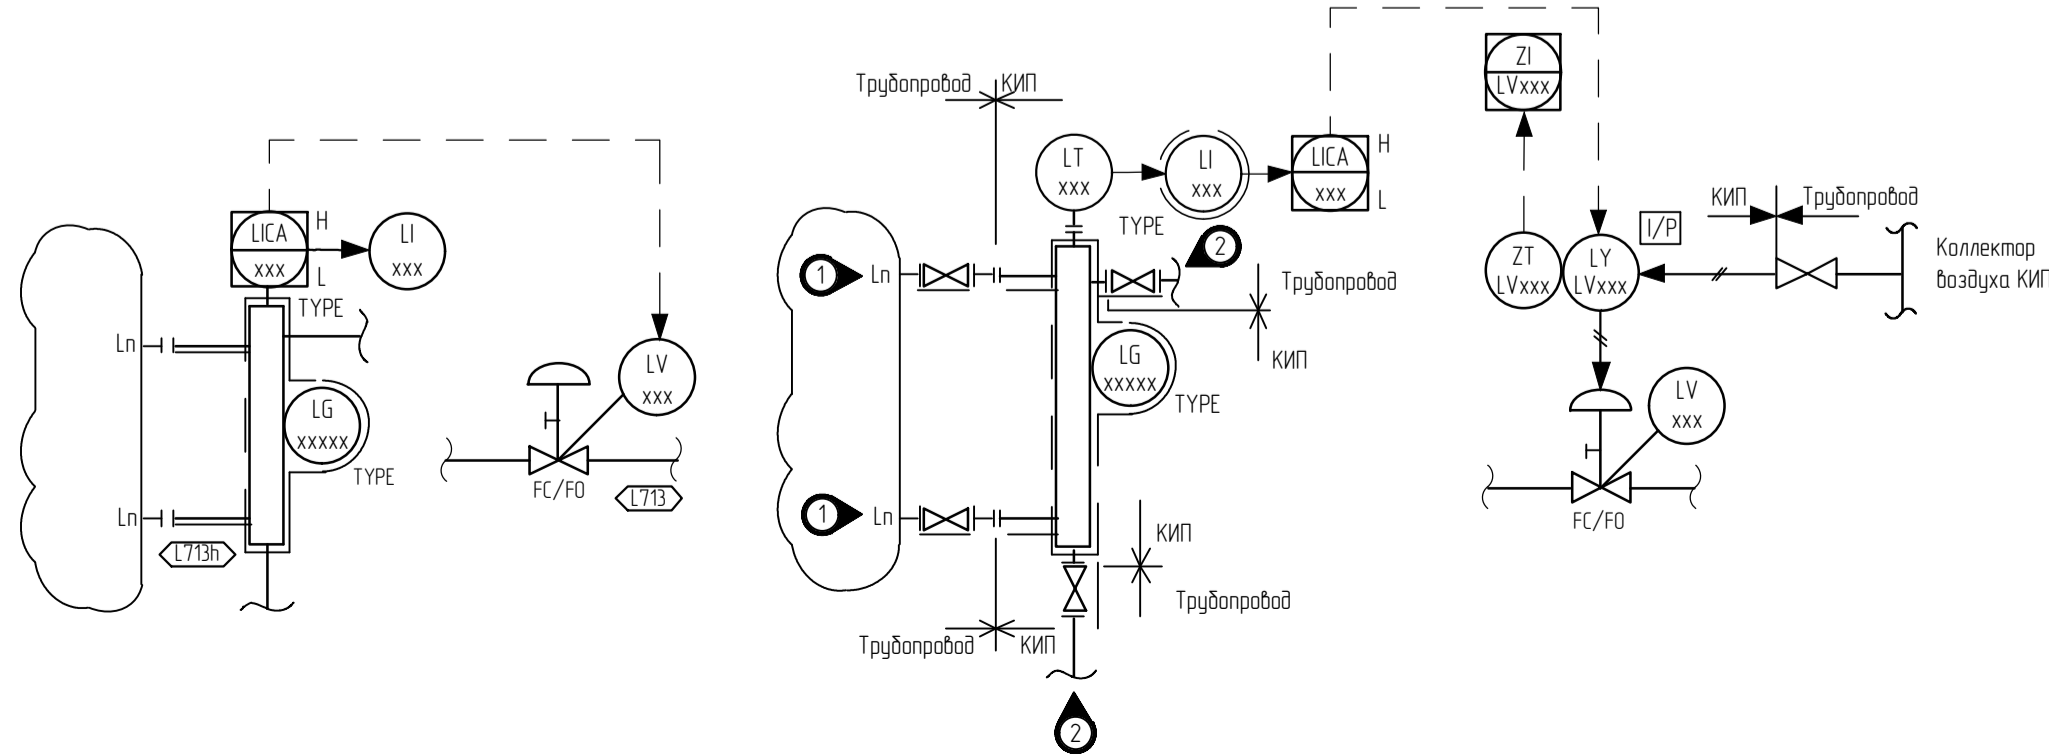 LICA
xxx
H
L
LI
xxx
TYPE
Ln
LG
xxxxx
TYPE
Ln
L713h
LV
xxx
FC/FO
L713
Трубопровод
КИП
LT
xxx
TYPE
LI
xxx
LICA
xxx
H
L
1
Ln
2
Трубопровод
КИП
LG
xxxxx
TYPE
1
Ln
КИП
Трубопровод
Трубопровод
КИП
2
ZI
LVxxx
ZT
LVxxx
LY
LVxxx
I/P
КИП
Трубопровод
Коллектор
воздуха КИП
LV
xxx
FC/FO